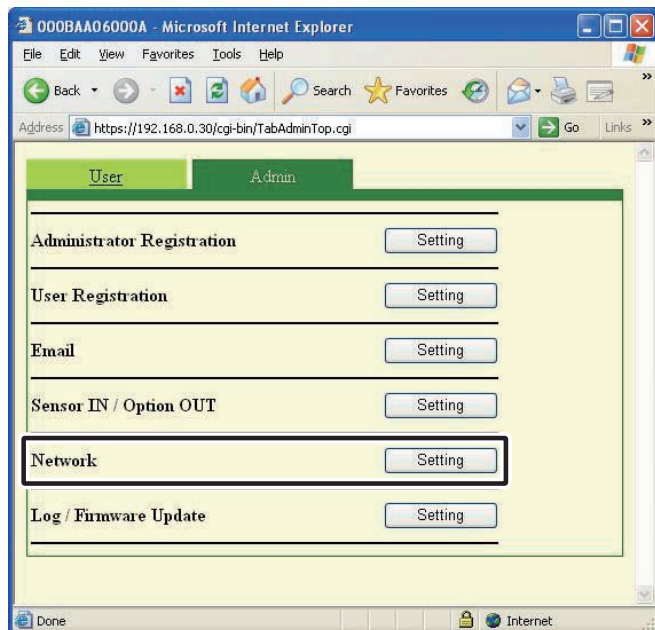 000BAA06000A - Microsoft Internet Explorer
File Edit View Favorites Tools Help
Back Search Favorites »
Address https://192.168.0.30/cgi-bin/TabAdminTop.cgi Go Links »
User Admin
Administrator Registration Setting
User Registration Setting
Email Setting
Sensor IN / Option OUT Setting
Network Setting
Log / Firmware Update Setting
Done Internet